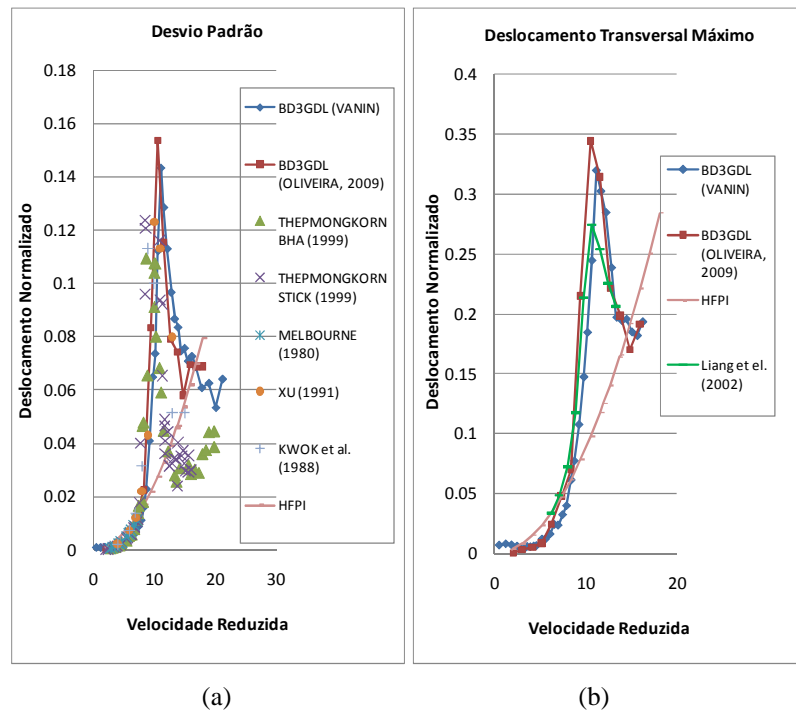 Desvio Padrão
0.18
0.16
0.14
0.12
0.1
0.08
0.06
0.04
0.02
0
0
10
20
30
Deslocamento Normalizado
Velocidade Reduzida
BD3GDL (VANIN)
BD3GDL
(OLIVEIRA, 2009)
THEPMONGKORN
BHA (1999)
THEPMONGKORN
STICK (1999)
MELBOURNE
(1980)
XU (1991)
KWOK et al.
(1988)
HFPI
(a)
Deslocamento Transversal Máximo
0.4
0.35
0.3
0.25
0.2
0.15
0.1
0.05
0
0
10
20
Deslocamento Normalizado
Velocidade Reduzida
BD3GDL
(VANIN)
BD3GDL
(OLIVEIRA,
2009)
HFPI
Liang et el.
(2002)
(b)